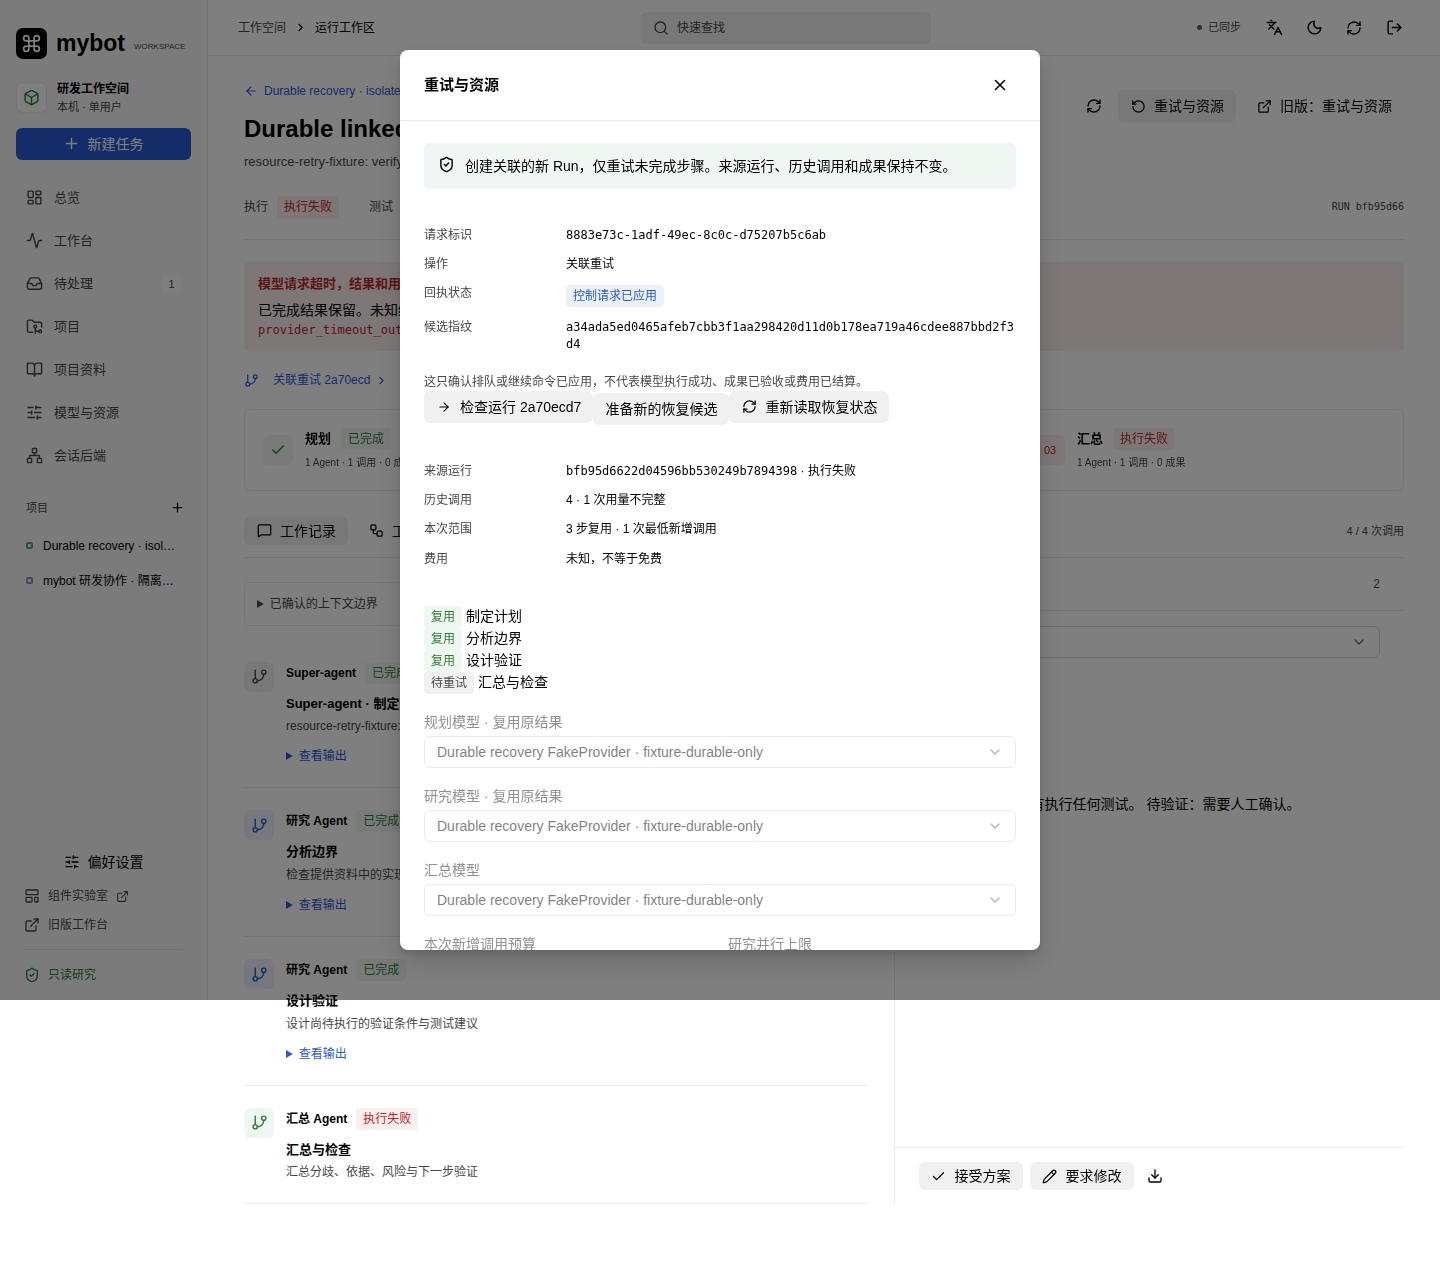 mybot WORKSPACE
研发工作空间
本机 · 单用户
新建任务
总览
工作台
待处理 1
项目
项目资料
模型与资源
会话后端
项目
Durable recovery · isol…
mybot 研发协作 · 隔离…
偏好设置
组件实验室
旧版工作台
只读研究
工作空间 运行工作区
快速查找
已同步
Durable recovery · isolate
Durable linked
resource-retry-fixture: verify
重试与资源
旧版：重试与资源
执行 执行失败 测试
RUN bfb95d66
模型请求超时，结果和用
已完成结果保留。未知
provider_timeout_out
关联重试 2a70ecd
规划 已完成
1 Agent · 1 调用 · 0 成
03 汇总 执行失败
1 Agent · 1 调用 · 0 成果
工作记录
4 / 4 次调用
已确认的上下文边界
2
Super-agent 已完成
Super-agent · 制定
resource-retry-fixture:
查看输出
研究 Agent 已完成
分析边界
检查提供资料中的实现
查看输出
执行任何测试。 待验证：需要人工确认。
研究 Agent 已完成
设计验证
设计尚待执行的验证条件与测试建议
查看输出
汇总 Agent 执行失败
汇总与检查
汇总分歧、依据、风险与下一步验证
接受方案
要求修改
重试与资源
创建关联的新 Run，仅重试未完成步骤。来源运行、历史调用和成果保持不变。
请求标识 8883e73c-1adf-49ec-8c0c-d75207b5c6ab
操作 关联重试
回执状态 控制请求已应用
候选指纹 a34ada5ed0465afeb7cbb3f1aa298420d11d0b178ea719a46cdee887bbd2f3
d4
这只确认排队或继续命令已应用，不代表模型执行成功、成果已验收或费用已结算。
检查运行 2a70ecd7 准备新的恢复候选 重新读取恢复状态
来源运行 bfb95d6622d04596bb530249b7894398 · 执行失败
历史调用 4 · 1 次用量不完整
本次范围 3 步复用 · 1 次最低新增调用
费用 未知，不等于免费
复用 制定计划
复用 分析边界
复用 设计验证
待重试 汇总与检查
规划模型 · 复用原结果
Durable recovery FakeProvider · fixture-durable-only
研究模型 · 复用原结果
Durable recovery FakeProvider · fixture-durable-only
汇总模型
Durable recovery FakeProvider · fixture-durable-only
本次新增调用预算 研究并行上限